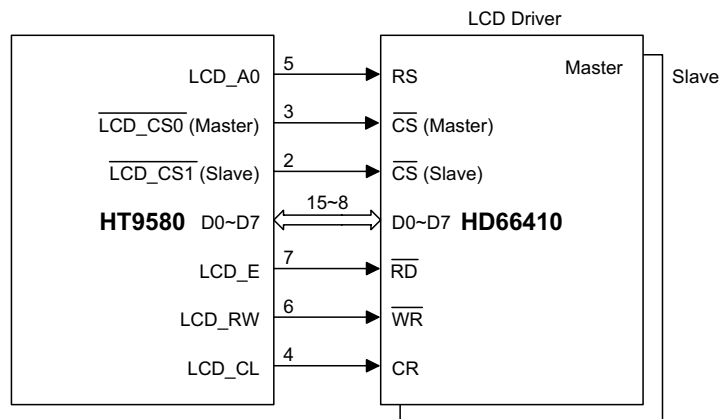 LCD Driver
LCD_A0 5 RS Master Slave
LCD_CS0 (Master) 3 CS (Master)
LCD_CS1 (Slave) 2 CS (Slave)
HT9580 D0~D7 15~8 D0~D7 HD66410
LCD_E 7 RD
LCD_RW 6 WR
LCD_CL 4 CR